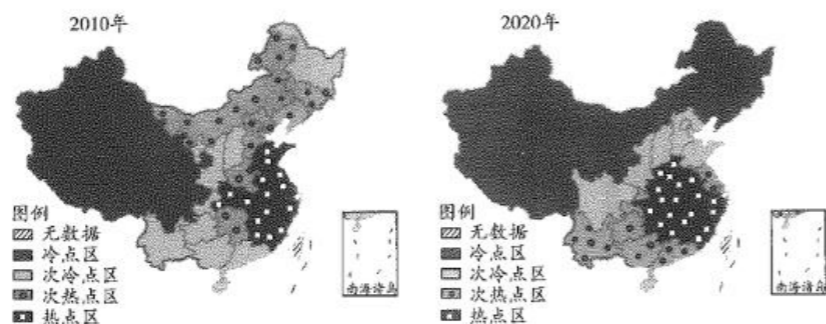 2010年
图例
无数据
冷点区
次冷点区
次热点区
热点区
南海诸岛
2020年
图例
无数据
冷点区
次冷点区
次热点区
热点区
南海诸岛